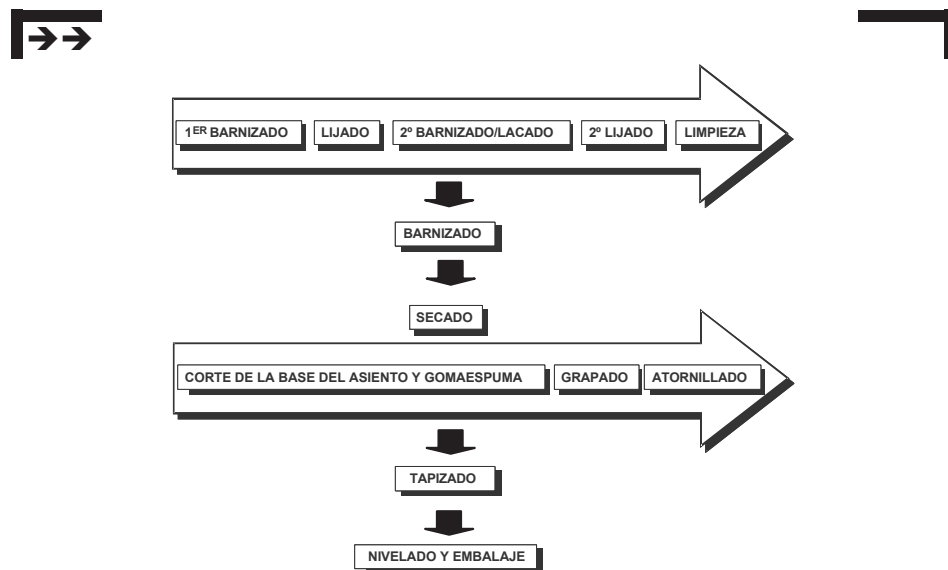 1ER BARNIZADO LIJADO 2º BARNIZADO/LACADO 2º LIJADO LIMPIEZA
BARNIZADO
SECADO
CORTE DE LA BASE DEL ASIENTO Y GOMAESPUMA GRAPADO ATORNILLADO
TAPIZADO
NIVELADO Y EMBALAJE